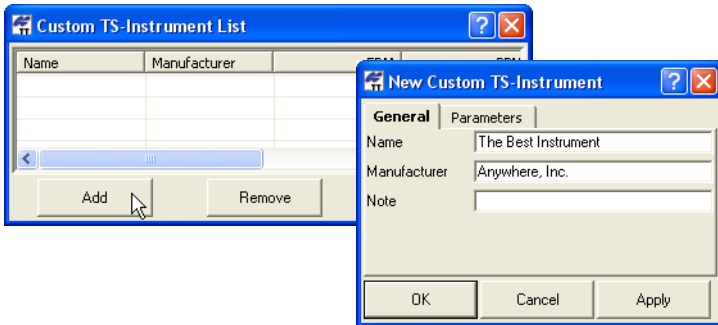 Custom TS-Instrument List
Name Manufacturer
Add Remove
New Custom TS-Instrument
General Parameters
Name The Best Instrument
Manufacturer Anywhere, Inc.
Note
OK Cancel Apply